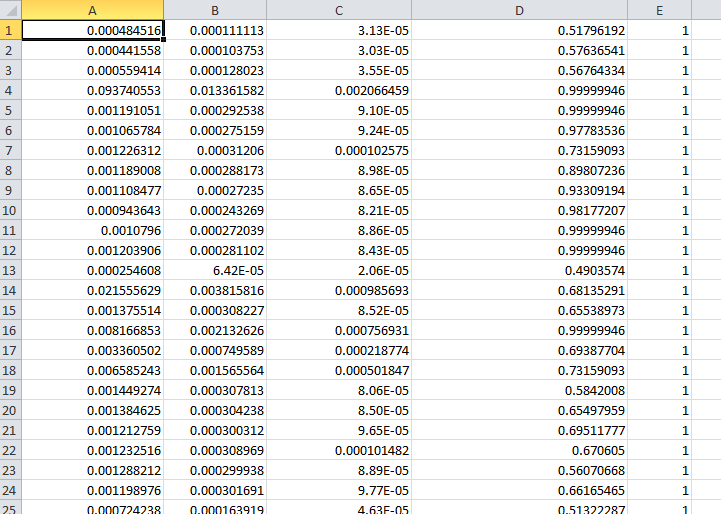 A B C D E
1 0.000484516 0.000111113 3.13E-05 0.51796192 1
2 0.000441558 0.000103753 3.03E-05 0.57636541 1
3 0.000559414 0.000128023 3.55E-05 0.56764334 1
4 0.093740553 0.013361582 0.002066459 0.99999946 1
5 0.001191051 0.000292538 9.10E-05 0.99999946 1
6 0.001065784 0.000275159 9.24E-05 0.97783536 1
7 0.001226312 0.00031206 0.000102575 0.73159093 1
8 0.001189008 0.000288173 8.98E-05 0.89807236 1
9 0.001108477 0.00027235 8.65E-05 0.93309194 1
10 0.000943643 0.000243269 8.21E-05 0.98177207 1
11 0.0010796 0.000272039 8.86E-05 0.99999946 1
12 0.001203906 0.000281102 8.43E-05 0.99999946 1
13 0.000254608 6.42E-05 2.06E-05 0.4903574 1
14 0.021555629 0.003815816 0.000985693 0.68135291 1
15 0.001375514 0.000308227 8.52E-05 0.65538973 1
16 0.008166853 0.002132626 0.000756931 0.99999946 1
17 0.003360502 0.000749589 0.000218774 0.69387704 1
18 0.006585243 0.001565564 0.000501847 0.73159093 1
19 0.001449274 0.000307813 8.06E-05 0.5842008 1
20 0.001384625 0.000304238 8.50E-05 0.65497959 1
21 0.001212759 0.000300312 9.65E-05 0.69511777 1
22 0.001232516 0.000308969 0.000101482 0.670605 1
23 0.001288212 0.000299938 8.89E-05 0.56070668 1
24 0.001198976 0.000301691 9.77E-05 0.66165465 1
25 0.000724238 0.000163919 4.63E-05 0.51322287 1